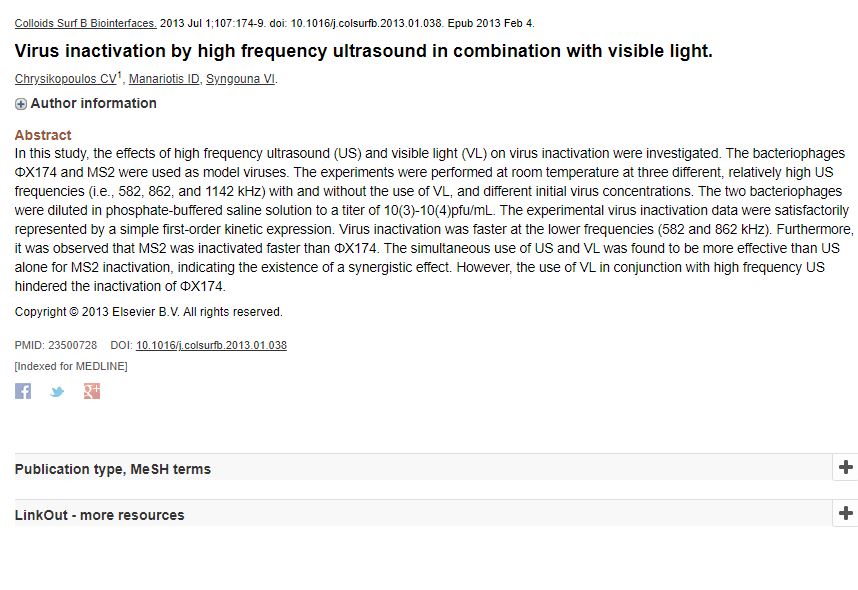 Colloids Surf B Biointerfaces. 2013 Jul 1;107:174-9. doi: 10.1016/j.colsurfb.2013.01.038. Epub 2013 Feb 4.
Virus inactivation by high frequency ultrasound in combination with visible light.
Chrysikopoulos CV1, Manariotis ID, Syngouna VI.
Author information
Abstract
In this study, the effects of high frequency ultrasound (US) and visible light (VL) on virus inactivation were investigated. The bacteriophages
ΦX174 and MS2 were used as model viruses. The experiments were performed at room temperature at three different, relatively high US
frequencies (i.e., 582, 862, and 1142 kHz) with and without the use of VL, and different initial virus concentrations. The two bacteriophages
were diluted in phosphate-buffered saline solution to a titer of 10(3)-10(4)pfu/mL. The experimental virus inactivation data were satisfactorily
represented by a simple first-order kinetic expression. Virus inactivation was faster at the lower frequencies (582 and 862 kHz). Furthermore,
it was observed that MS2 was inactivated faster than ΦX174. The simultaneous use of US and VL was found to be more effective than US
alone for MS2 inactivation, indicating the existence of a synergistic effect. However, the use of VL in conjunction with high frequency US
hindered the inactivation of ΦX174.
Copyright © 2013 Elsevier B.V. All rights reserved.
PMID: 23500728 DOI: 10.1016/j.colsurfb.2013.01.038
[Indexed for MEDLINE]
Publication type, MeSH terms
LinkOut - more resources